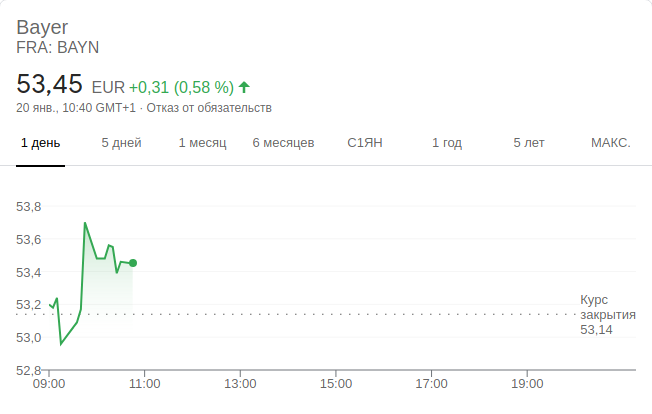 Bayer
FRA: BAYN
53,45 EUR +0,31 (0,58 %)
20 янв., 10:40 GMT+1 · Отказ от обязательств
1 день 5 дней 1 месяц 6 месяцев С1ЯН 1 год 5 лет МАКС.
53,8
53,6
53,4
53,2
53,0
52,8
Курс
закрытия
53,14
09:00 11:00 13:00 15:00 17:00 19:00